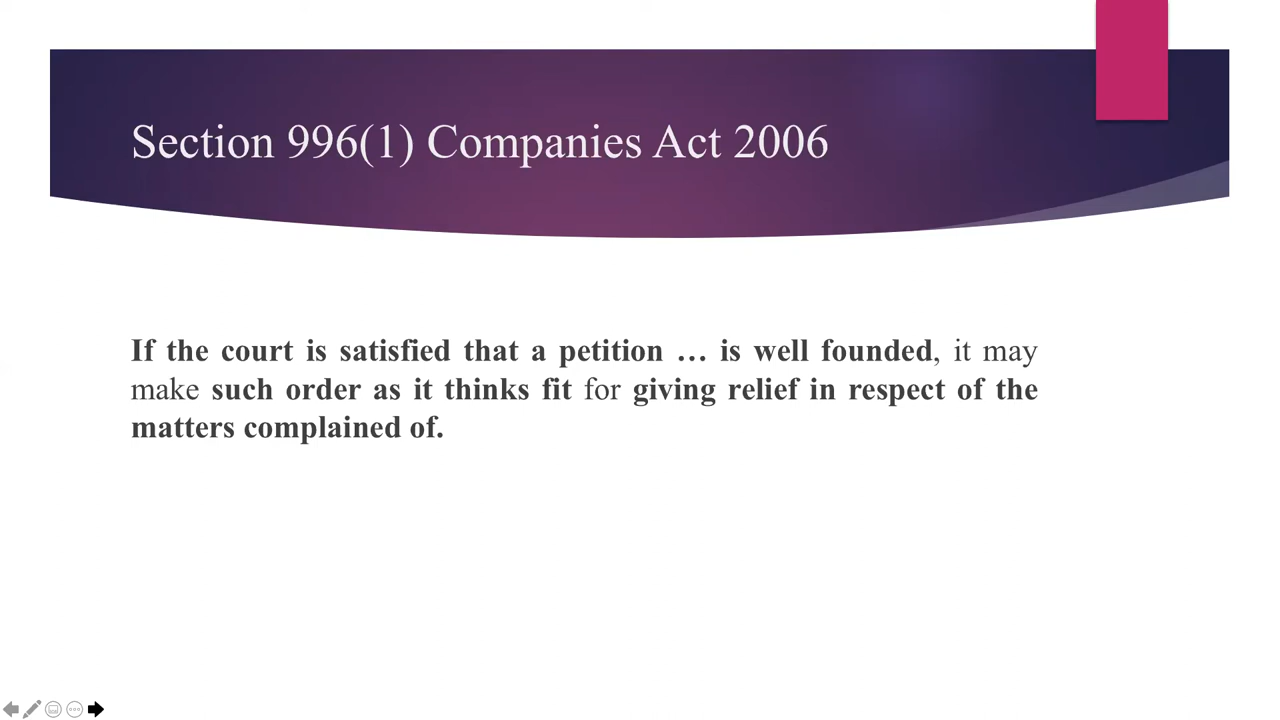 Section 996(1) Companies Act 2006
If the court is satisfied that a petition … is well founded, it may
make such order as it thinks fit for giving relief in respect of the
matters complained of.